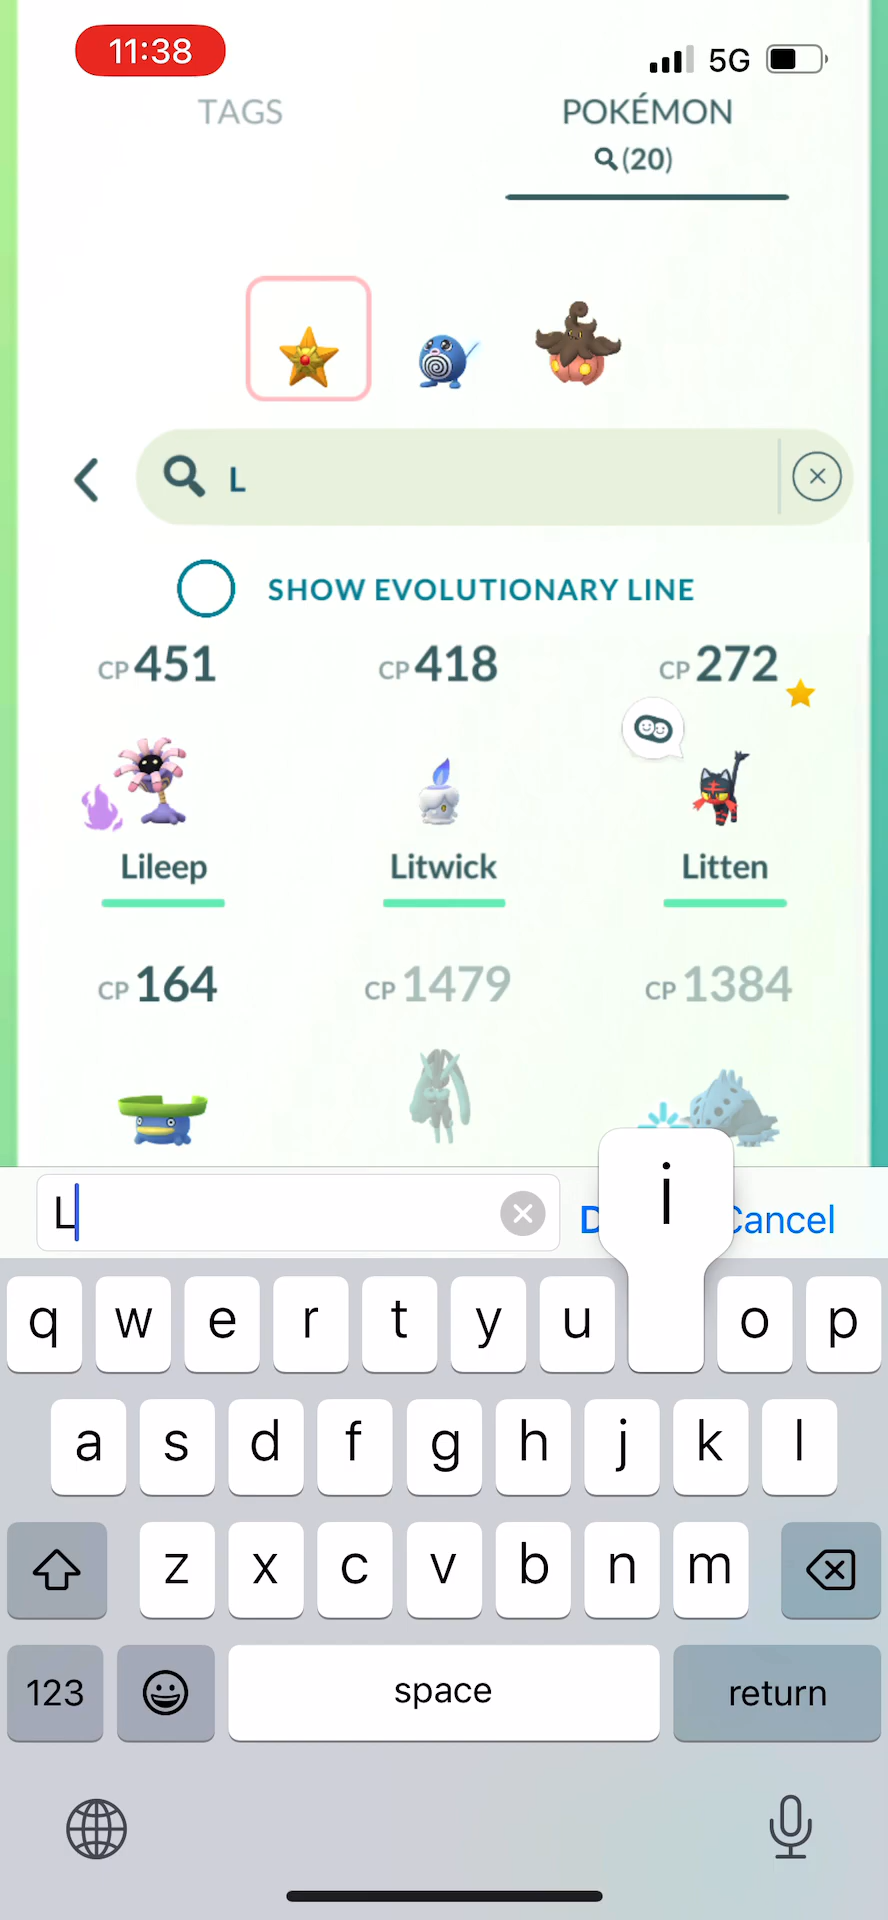 11:38 5G
TAGS POKÉMON
(20)
L
SHOW EVOLUTIONARY LINE
CP 451 CP 418 CP 272
Lileep Litwick Litten
CP 164 CP 1479 CP 1384
L Cancel
i
q w e r t y u o p
a s d f g h j k l
z x c v b n m
123 space return